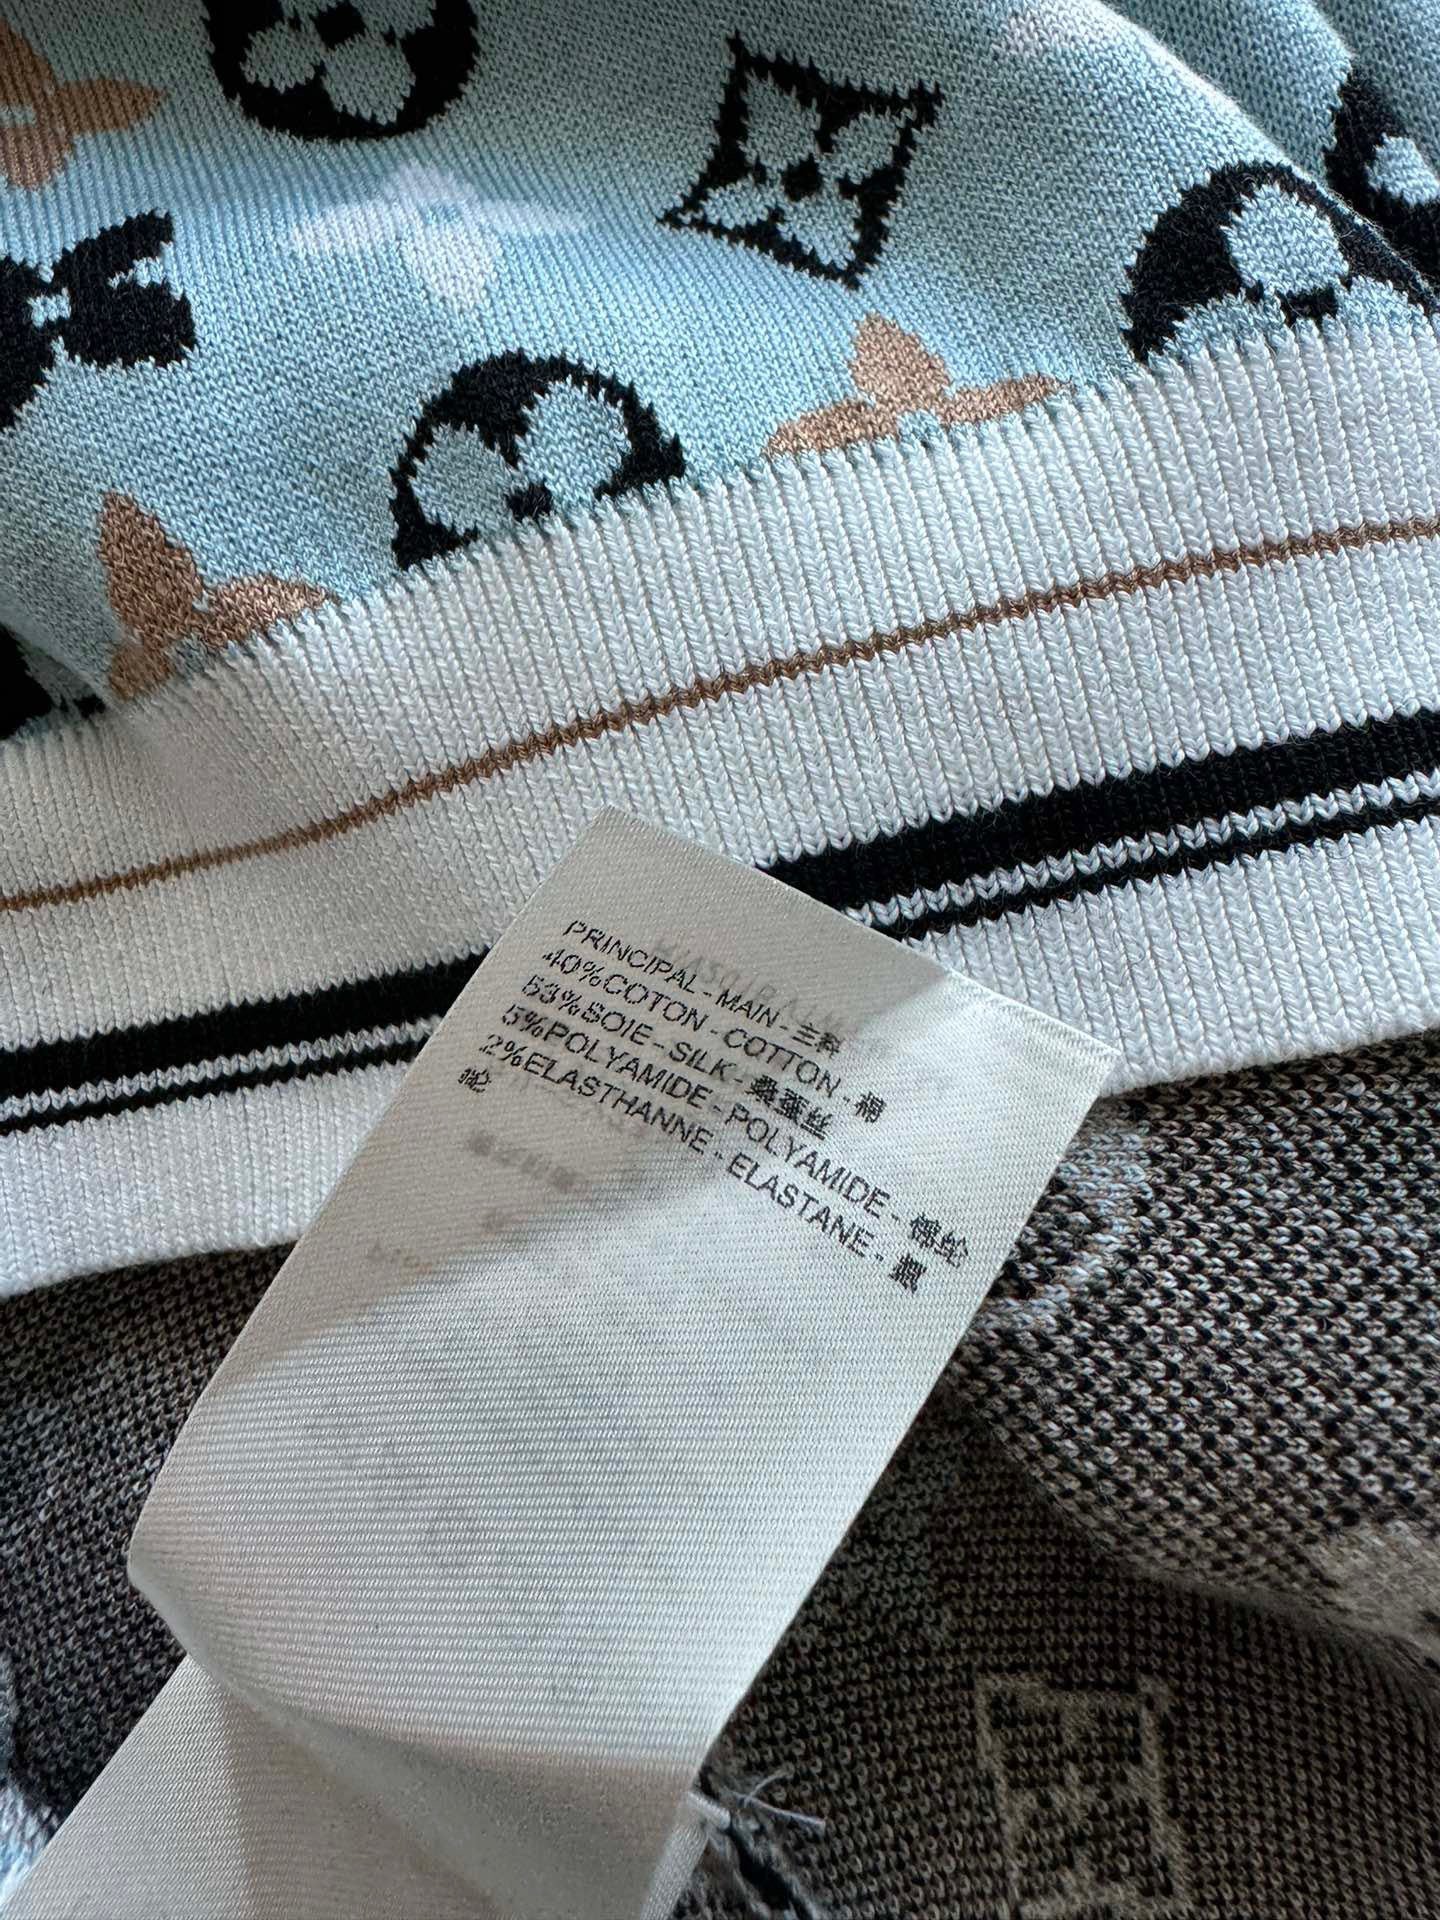 PRINCIPAL - MAIN - 主料
40%COTON - COTTON - 棉
53%SOIE - SILK - 桑蚕丝
5%POLYAMIDE - POLYAMIDE - 锦纶
2%ELASTHANNE - ELASTANE - 氨
纶